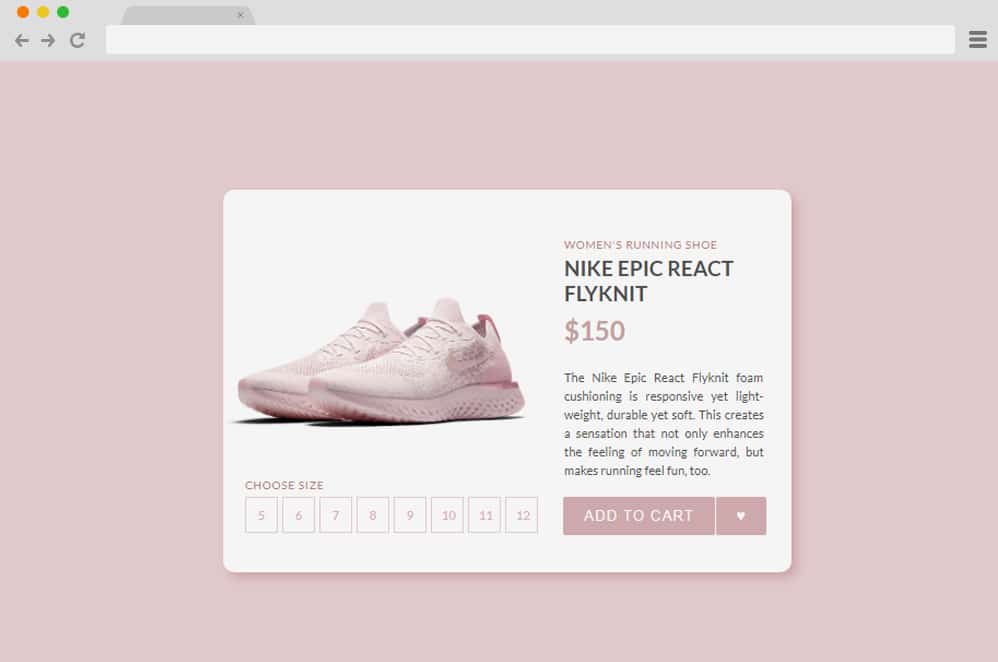 WOMEN'S RUNNING SHOE
NIKE EPIC REACT
FLYKNIT
$150
The Nike Epic React Flyknit foam
cushioning is responsive yet light-
weight, durable yet soft. This creates
a sensation that not only enhances
the feeling of moving forward, but
makes running feel fun, too.
CHOOSE SIZE
5 6 7 8 9 10 11 12
ADD TO CART ♥